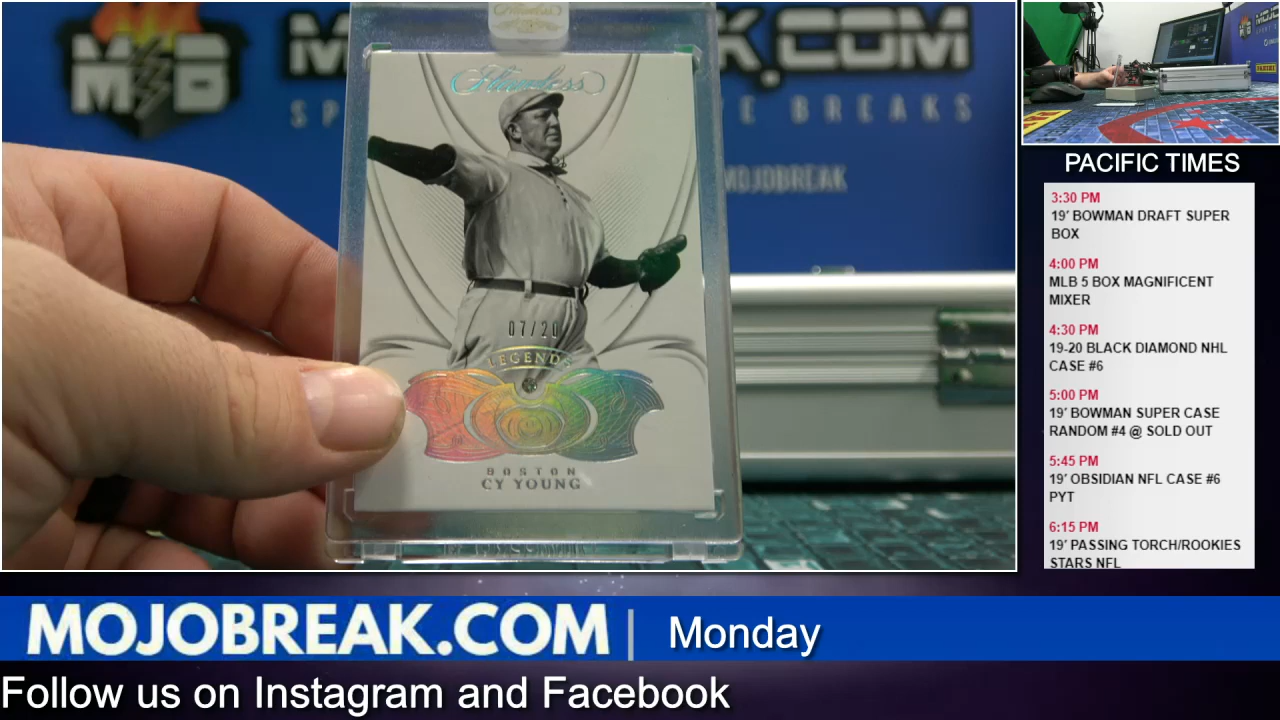 MOJOBREAK.COM
MOJOBREAK
Flawless
07/20
LEGENDS
BOSTON
CY YOUNG
PACIFIC TIMES
3:30 PM
19' BOWMAN DRAFT SUPER
BOX
4:00 PM
MLB 5 BOX MAGNIFICENT
MIXER
4:30 PM
19-20 BLACK DIAMOND NHL
CASE #6
5:00 PM
19' BOWMAN SUPER CASE
RANDOM #4 @ SOLD OUT
5:45 PM
19' OBSIDIAN NFL CASE #6
PYT
6:15 PM
19' PASSING TORCH/ROOKIES
STARS NFL
MOJOBREAK.COM | Monday
Follow us on Instagram and Facebook